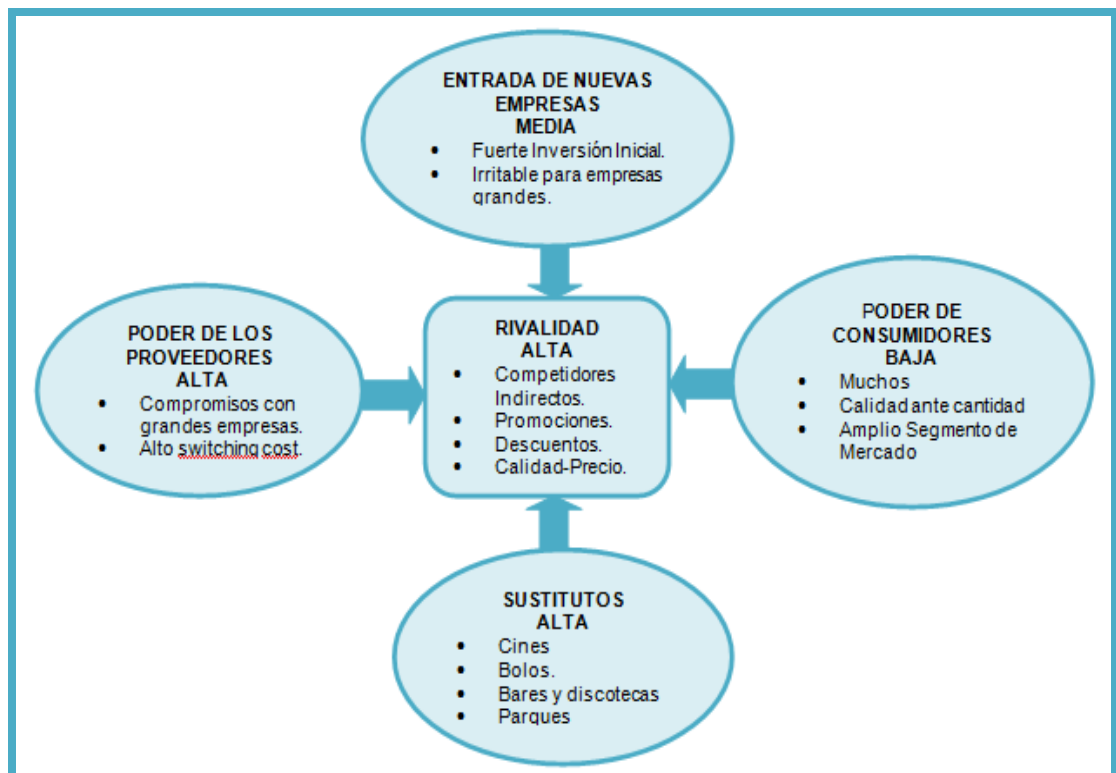 ENTRADA DE NUEVAS
EMPRESAS
MEDIA
• Fuerte Inversión Inicial.
• Irritable para empresas
grandes.
PODER DE LOS
PROVEEDORES
ALTA
• Compromisos con
grandes empresas.
• Alto switching cost.
RIVALIDAD
ALTA
• Competidores
Indirectos.
• Promociones.
• Descuentos.
• Calidad-Precio.
PODER DE
CONSUMIDORES
BAJA
• Muchos
• Calidad ante cantidad
• Amplio Segmento de
Mercado
SUSTITUTOS
ALTA
• Cines
• Bolos.
• Bares y discotecas
• Parques